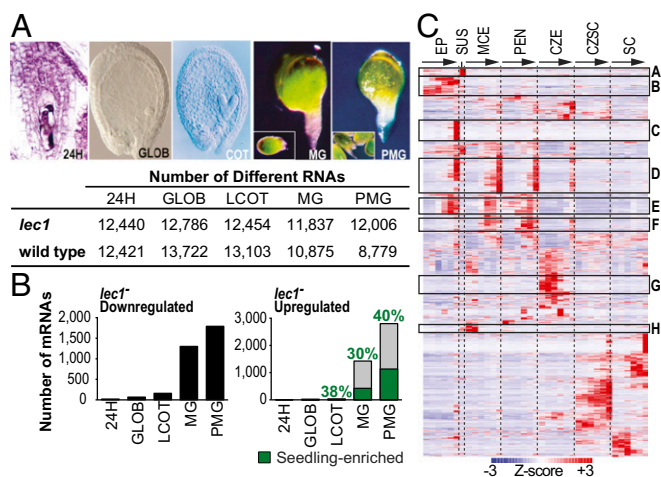 A
24H
GLOB
COT
MG
PMG
Number of Different RNAs
24H GLOB LCOT MG PMG
lec1 12,440 12,786 12,454 11,837 12,006
wild type 12,421 13,722 13,103 10,875 8,779
B
lec1-
Downregulated
Number of mRNAs
2,000
1,500
1,000
500
0
24H
GLOB
LCOT
MG
PMG
lec1-
Upregulated
3,000
2,000
1,000
0
38%
30%
40%
24H
GLOB
LCOT
MG
PMG
Seedling-enriched
C
EP
SUS
MCE
PEN
CZE
CZSC
SC
A
B
C
D
E
F
G
H
-3 Z-score +3